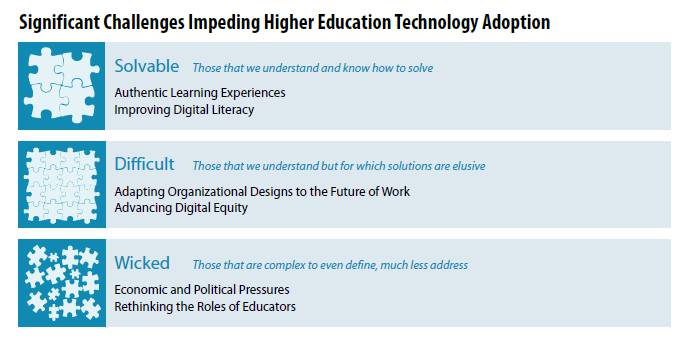 Significant Challenges Impeding Higher Education Technology Adoption
Solvable Those that we understand and know how to solve
Authentic Learning Experiences
Improving Digital Literacy
Difficult Those that we understand but for which solutions are elusive
Adapting Organizational Designs to the Future of Work
Advancing Digital Equity
Wicked Those that are complex to even define, much less address
Economic and Political Pressures
Rethinking the Roles of Educators